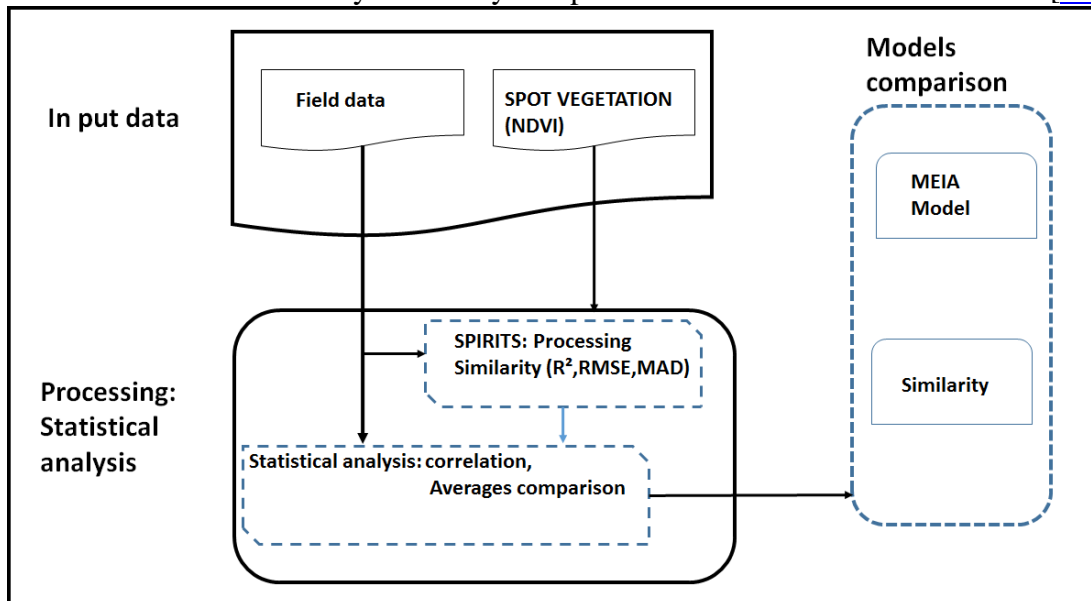 Models
comparison
In put data
Field data
SPOT VEGETATION
(NDVI)
MEIA
Model
Similarity
Processing:
Statistical
analysis
SPIRITS: Processing
Similarity (R²,RMSE,MAD)
Statistical analysis: correlation,
Averages comparison